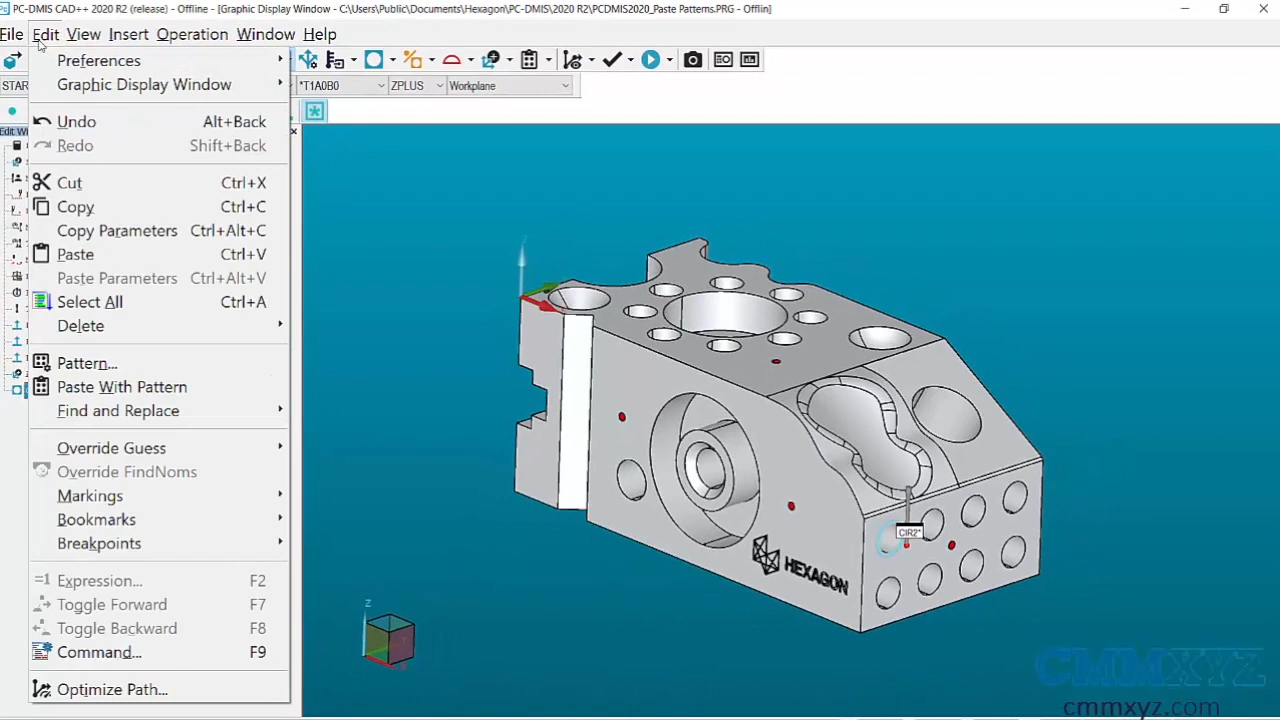 PC-DMIS CAD++ 2020 R2 (release) - Offline - [Graphic Display Window - C:\Users\Public\Documents\Hexagon\PC-DMIS\2020 R2\PCDMIS2020_Paste Patterns.PRG - Offlin]
File Edit View Insert Operation Window Help
STAR *T1A0B0 ZPLUS Workplane
Edit Wi
Preferences
Graphic Display Window
Undo Alt+Back
Redo Shift+Back
Cut Ctrl+X
Copy Ctrl+C
Copy Parameters Ctrl+Alt+C
Paste Ctrl+V
Paste Parameters Ctrl+Alt+V
Select All Ctrl+A
Delete
Pattern...
Paste With Pattern
Find and Replace
Override Guess
Override FindNoms
Markings
Bookmarks
Breakpoints
Expression... F2
Toggle Forward F7
Toggle Backward F8
Command... F9
Optimize Path...
CIR2*
HEXAGON
Z
CMMXYZ
cmmxyz.com